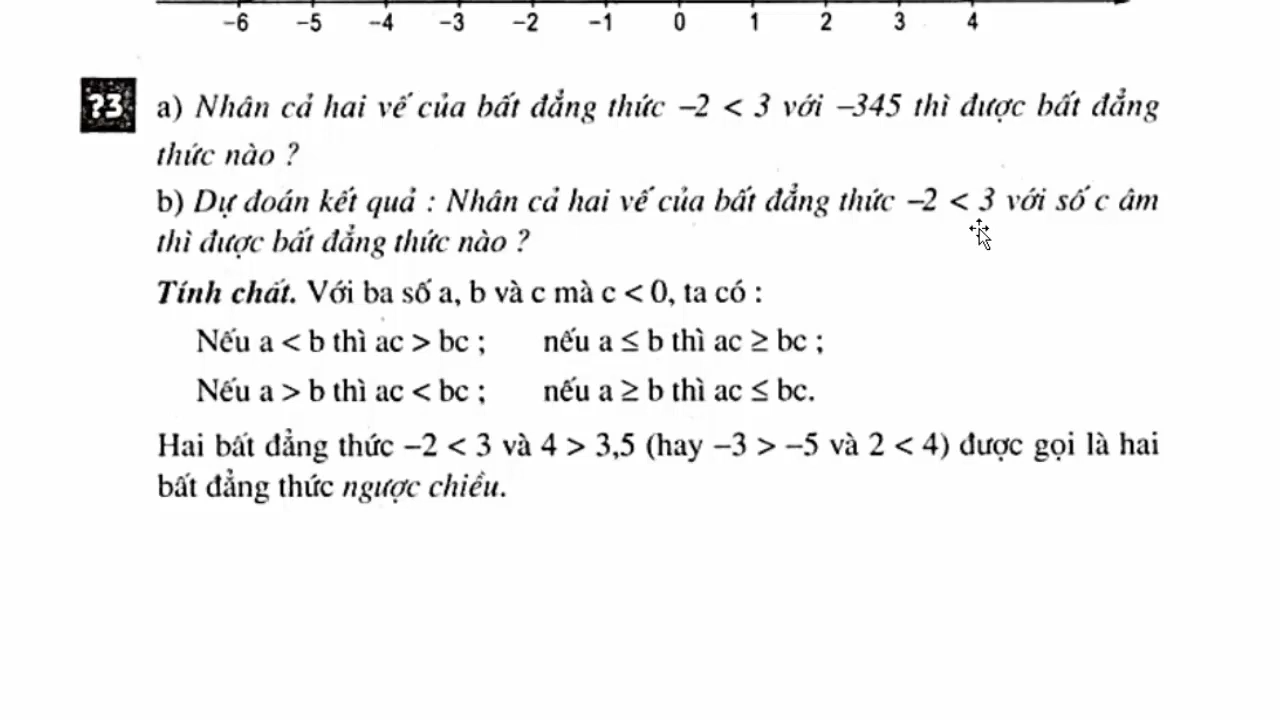 –6 –5 –4 –3 –2 –1 0 1 2 3 4
?3 a) Nhân cả hai vế của bất đẳng thức –2 < 3 với –345 thì được bất đẳng
thức nào ?
b) Dự đoán kết quả : Nhân cả hai vế của bất đẳng thức –2 < 3 với số c âm
thì được bất đẳng thức nào ?
Tính chất. Với ba số a, b và c mà c < 0, ta có :
Nếu a < b thì ac > bc ; nếu a ≤ b thì ac ≥ bc ;
Nếu a > b thì ac < bc ; nếu a ≥ b thì ac ≤ bc.
Hai bất đẳng thức –2 < 3 và 4 > 3,5 (hay –3 > –5 và 2 < 4) được gọi là hai
bất đẳng thức ngược chiều.